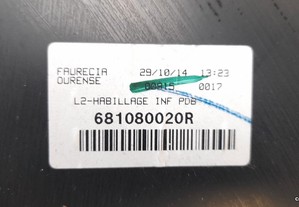 FAURECIA 29/10/14 13:23
OURENSE 00815 0017
L2-HABILLAGE INF PDB
681080020R